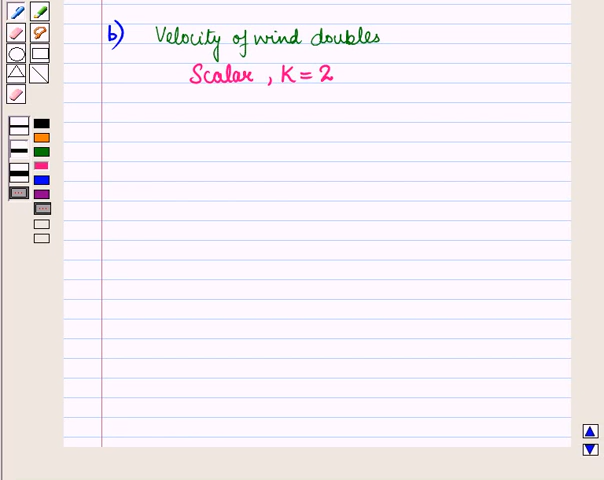 b) Velocity of wind doubles
Scalar , K = 2